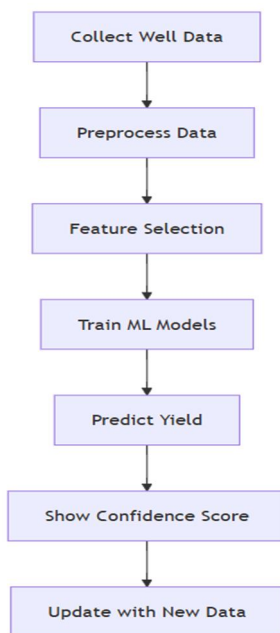 Collect Well Data
Preprocess Data
Feature Selection
Train ML Models
Predict Yield
Show Confidence Score
Update with New Data